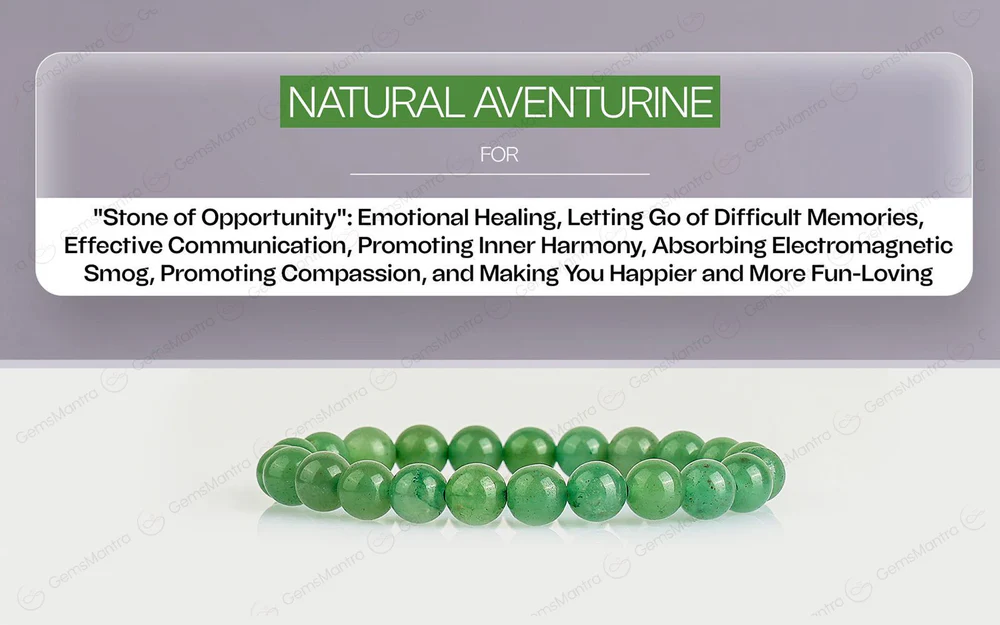 NATURAL AVENTURINE
FOR
"Stone of Opportunity": Emotional Healing, Letting Go of Difficult Memories,
Effective Communication, Promoting Inner Harmony, Absorbing Electromagnetic
Smog, Promoting Compassion, and Making You Happier and More Fun-Loving
GemsMantra